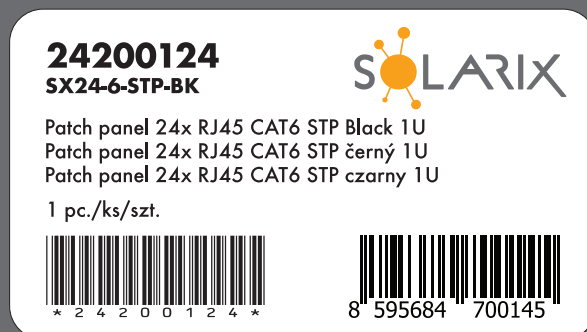 24200124
SX24-6-STP-BK
SOLARIX
Patch panel 24x RJ45 CAT6 STP Black 1U
Patch panel 24x RJ45 CAT6 STP černý 1U
Patch panel 24x RJ45 CAT6 STP czarny 1U
1 pc./ks/szt.
*24200124*
8 595684 700145